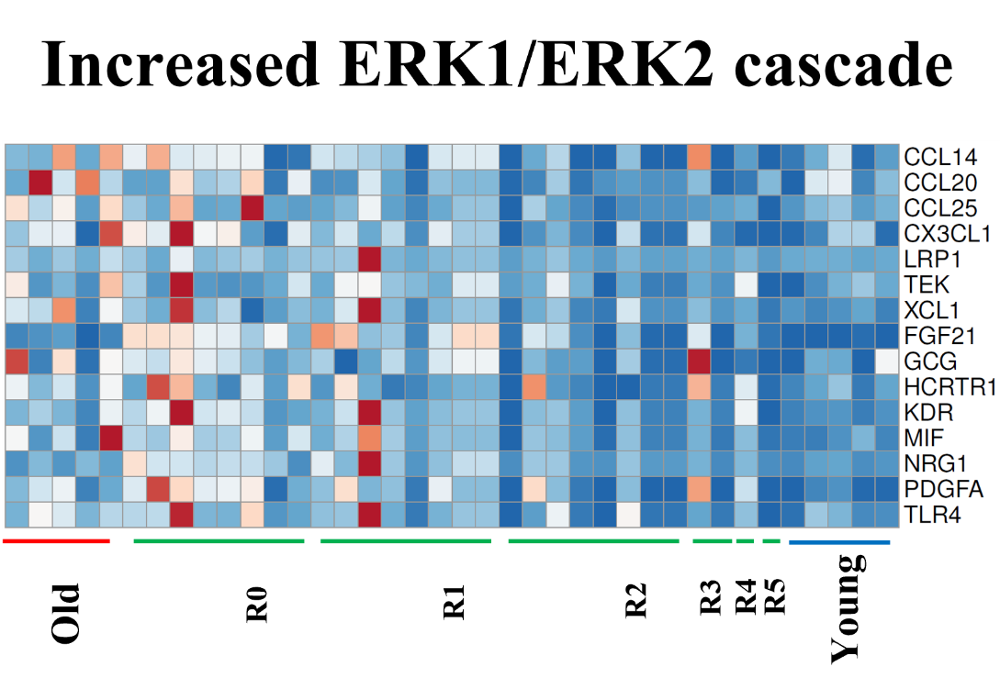 Increased ERK1/ERK2 cascade
CCL14
CCL20
CCL25
CX3CL1
LRP1
TEK
XCL1
FGF21
GCG
HCRTR1
KDR
MIF
NRG1
PDGFA
TLR4
Old
R0
R1
R2
R3
R4
R5
Young